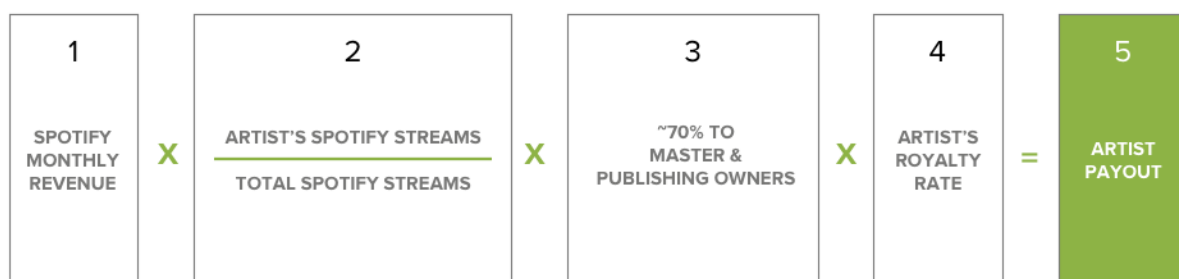 1
SPOTIFY
MONTHLY
REVENUE
X
2
ARTIST'S SPOTIFY STREAMS
TOTAL SPOTIFY STREAMS
X
3
~70% TO
MASTER &
PUBLISHING OWNERS
X
4
ARTIST'S
ROYALTY
RATE
=
5
ARTIST
PAYOUT